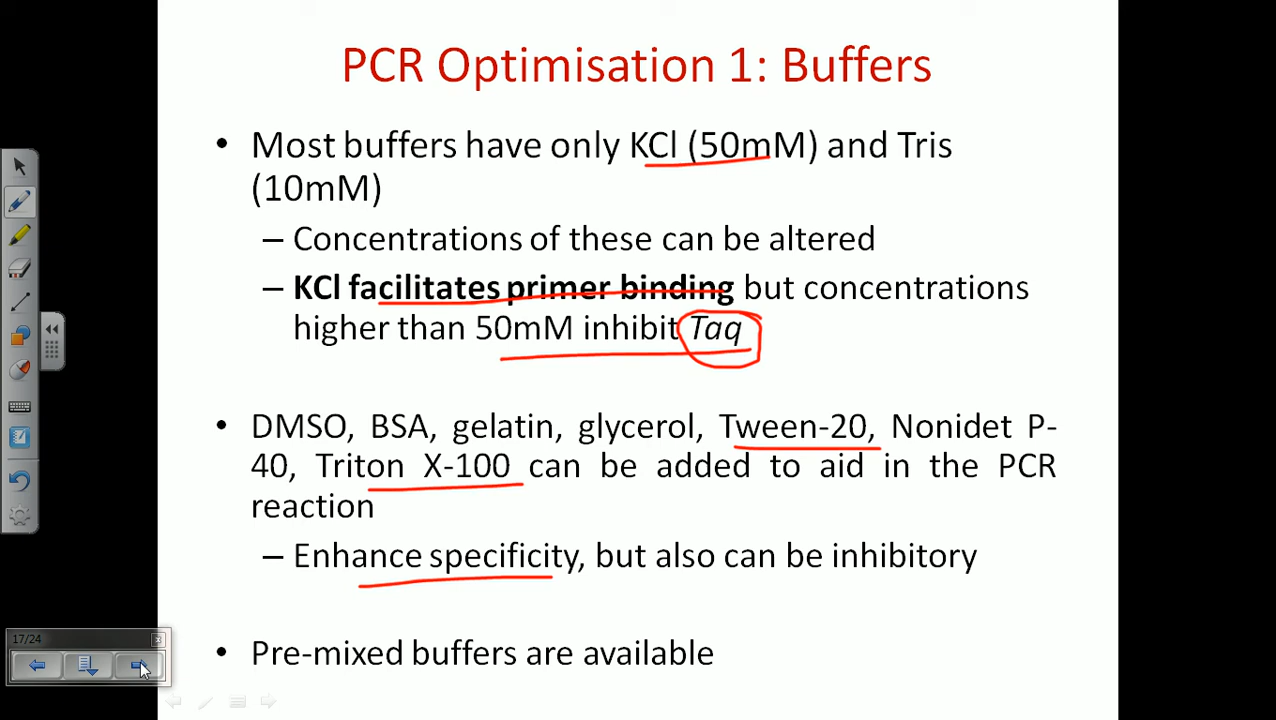 PCR Optimisation 1: Buffers
• Most buffers have only KCl (50mM) and Tris
(10mM)
– Concentrations of these can be altered
– KCl facilitates primer binding but concentrations
higher than 50mM inhibit Taq
• DMSO, BSA, gelatin, glycerol, Tween-20, Nonidet P-
40, Triton X-100 can be added to aid in the PCR
reaction
– Enhance specificity, but also can be inhibitory
17/24
• Pre-mixed buffers are available